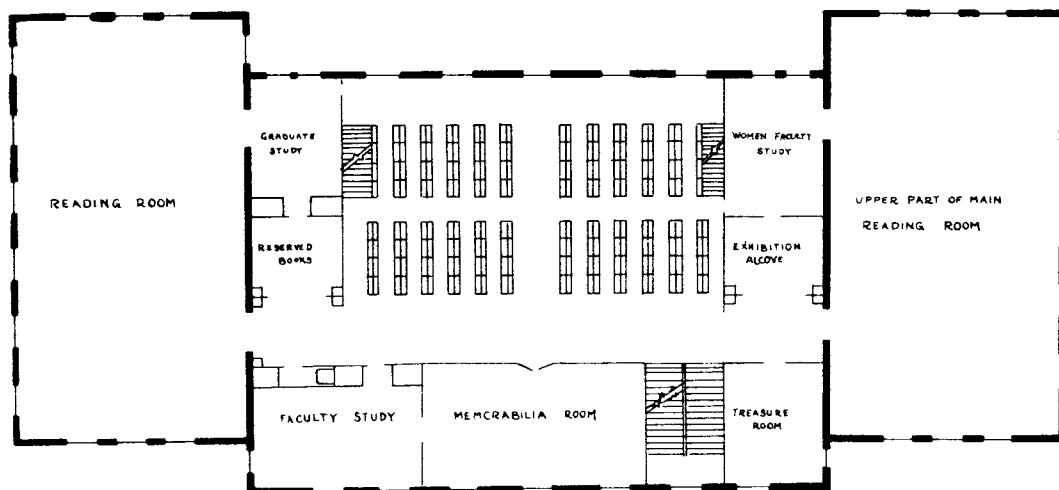 READING ROOM
GRADUATE
STUDY
RESERVED
BOOKS
WOMEN FACULTY
STUDY
EXHIBITION
ALCOVE
UPPER PART OF MAIN
READING ROOM
FACULTY STUDY
MEMORABILIA ROOM
TREASURE
ROOM